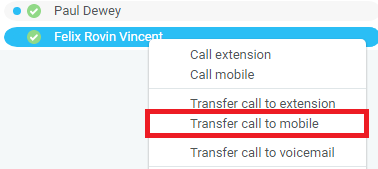 Paul Dewey
Felix Rovin Vincent
Call extension
Call mobile
Transfer call to extension
Transfer call to mobile
Transfer call to voicemail